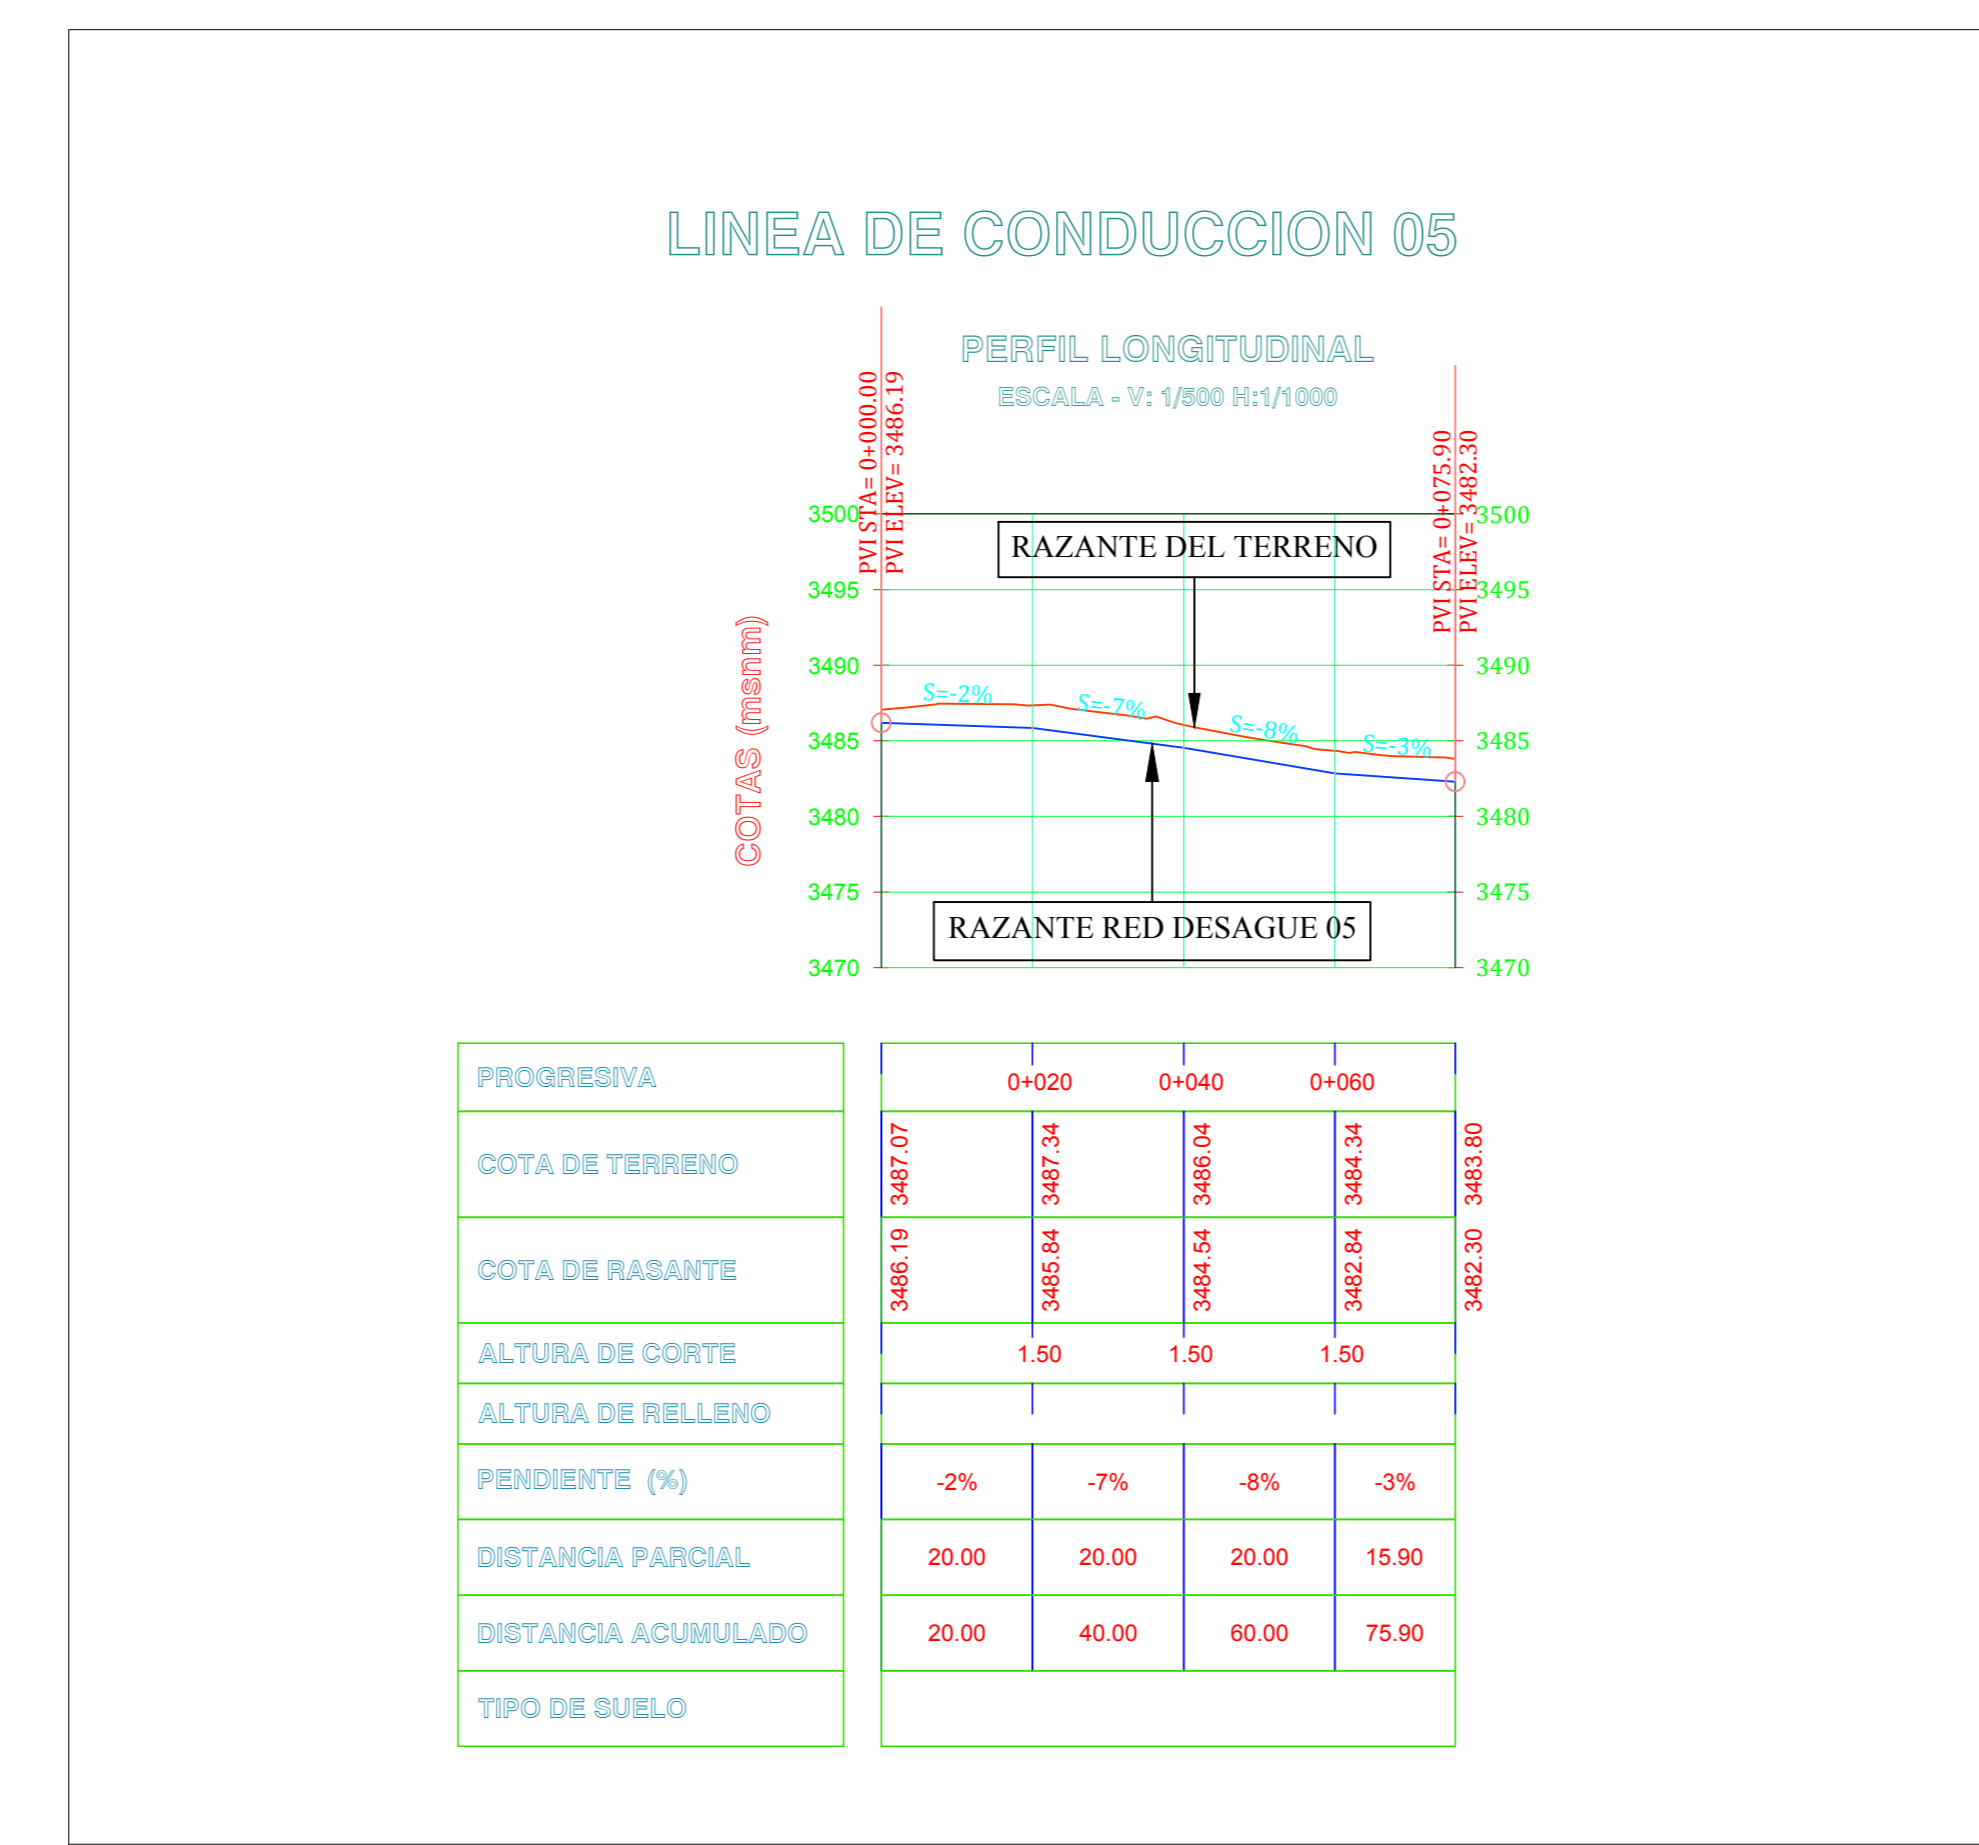 LINEA DE CONDUCCION 05
PERFIL LONGITUDINAL
ESCALA - V: 1/500 H:1/1000
PVI STA= 0+000.00
PVI ELEV= 3486.19
PVI STA= 0+075.90
PVI ELEV= 3482.30
COTAS (msnm)
3500 3500
RAZANTE DEL TERRENO
3495 3495
3490 3490
S=-2% S=-7% S=-8% S=-3%
3485 3485
3480 3480
3475 3475
RAZANTE RED DESAGUE 05
3470 3470
PROGRESIVA 0+020 0+040 0+060
COTA DE TERRENO 3487.07 3487.34 3486.04 3484.34 3483.80
COTA DE RASANTE 3486.19 3485.84 3484.54 3482.84 3482.30
ALTURA DE CORTE 1.50 1.50 1.50
ALTURA DE RELLENO
PENDIENTE (%) -2% -7% -8% -3%
DISTANCIA PARCIAL 20.00 20.00 20.00 15.90
DISTANCIA ACUMULADO 20.00 40.00 60.00 75.90
TIPO DE SUELO